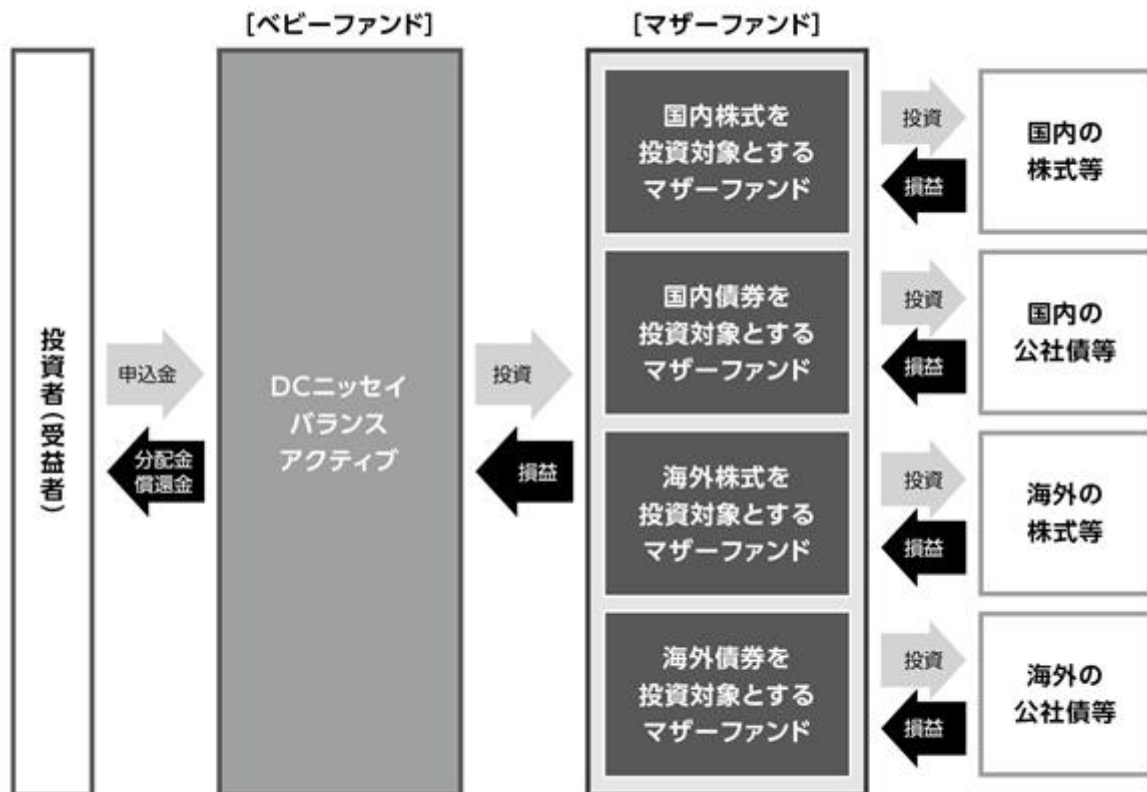 [ベビーファンド]
[マザーファンド]
投資者(受益者)
申込金
分配金
償還金
DCニッセイ
バランス
アクティブ
投資
損益
国内株式を
投資対象とする
マザーファンド
投資
損益
国内の
株式等
国内債券を
投資対象とする
マザーファンド
投資
損益
国内の
公社債等
海外株式を
投資対象とする
マザーファンド
投資
損益
海外の
株式等
海外債券を
投資対象とする
マザーファンド
投資
損益
海外の
公社債等